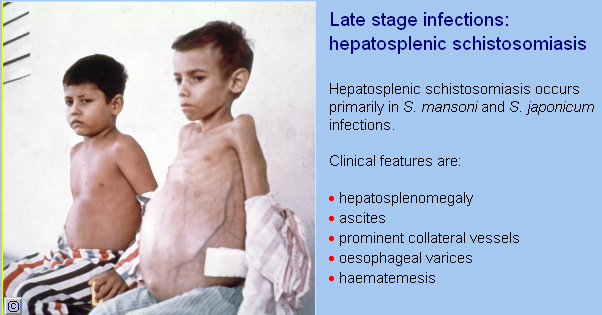 Late stage infections:
hepatosplenic schistosomiasis
Hepatosplenic schistosomiasis occurs
primarily in S. mansoni and S. japonicum
infections.
Clinical features are:
• hepatosplenomegaly
• ascites
• prominent collateral vessels
• oesophageal varices
• haematemesis
©